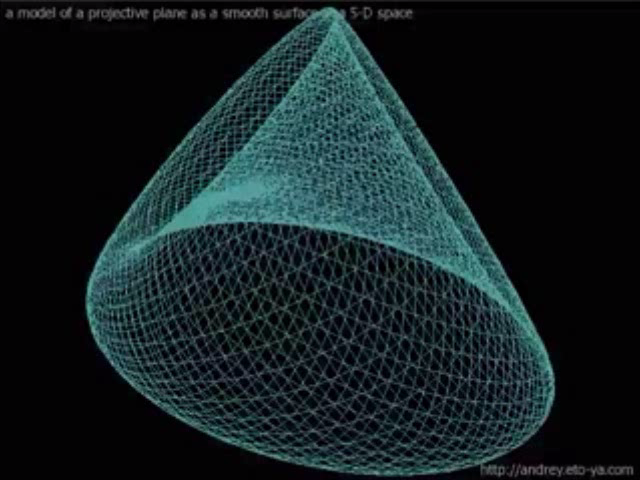 a model of a projective plane as a smooth surface 5-D space
http://andrey.eto-ya.com